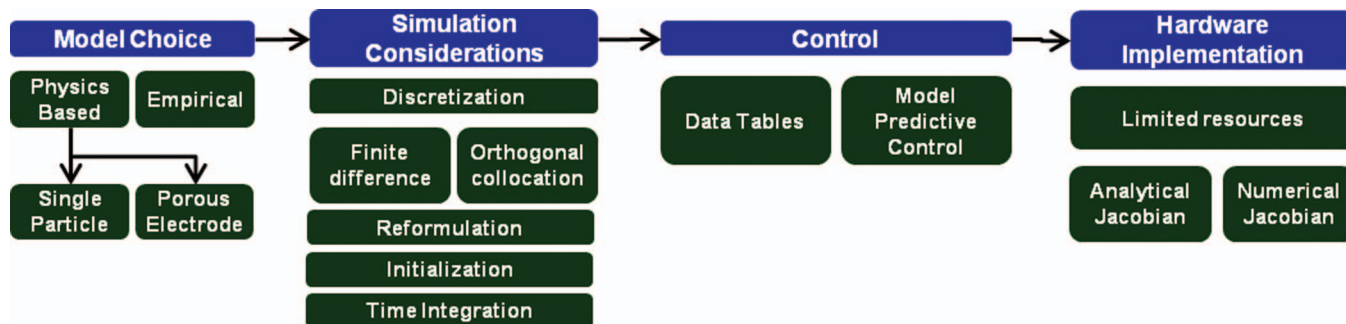 Model Choice
Physics
Based
Empirical
Single
Particle
Porous
Electrode
Simulation
Considerations
Discretization
Finite
difference
Orthogonal
collocation
Reformulation
Initialization
Time Integration
Control
Data Tables
Model
Predictive
Control
Hardware
Implementation
Limited resources
Analytical
Jacobian
Numerical
Jacobian